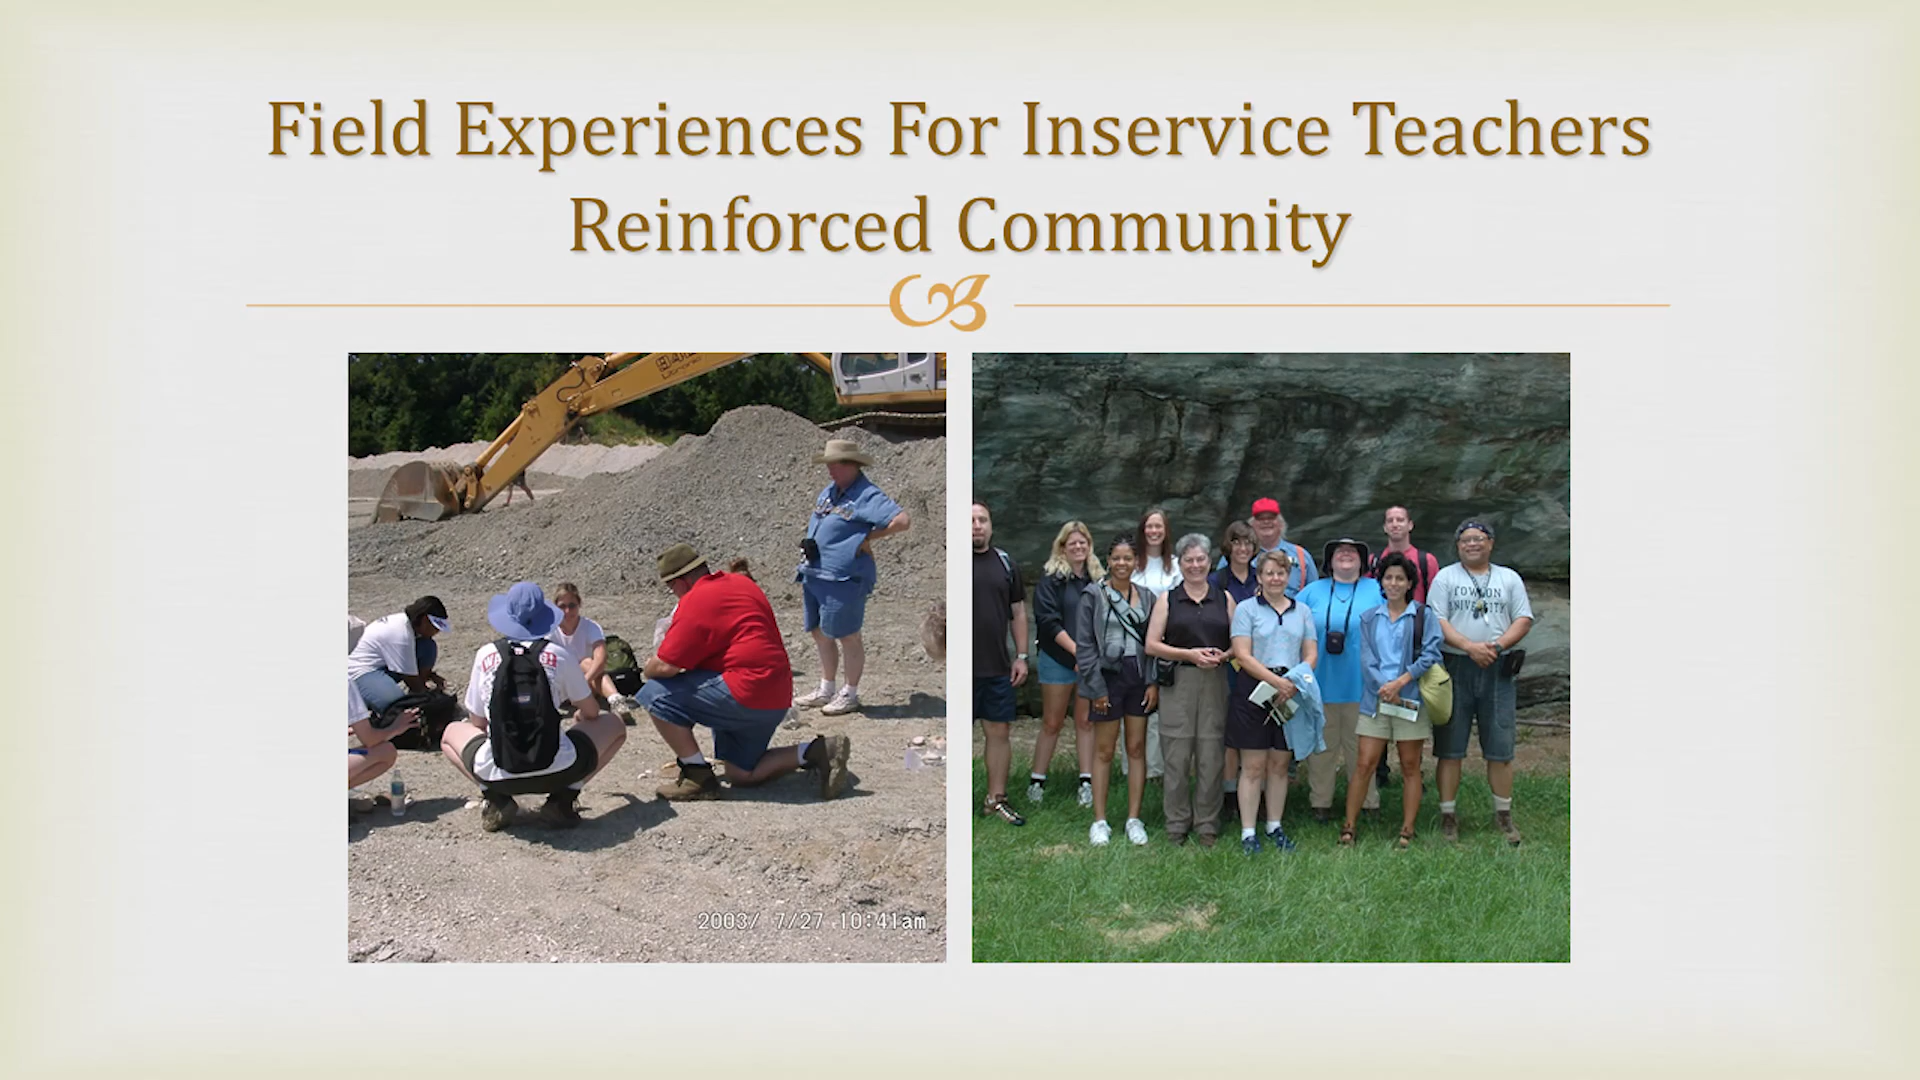 Field Experiences For Inservice Teachers
Reinforced Community
TOWSON
UNIVERSITY
2003/ 7/27 10:41am